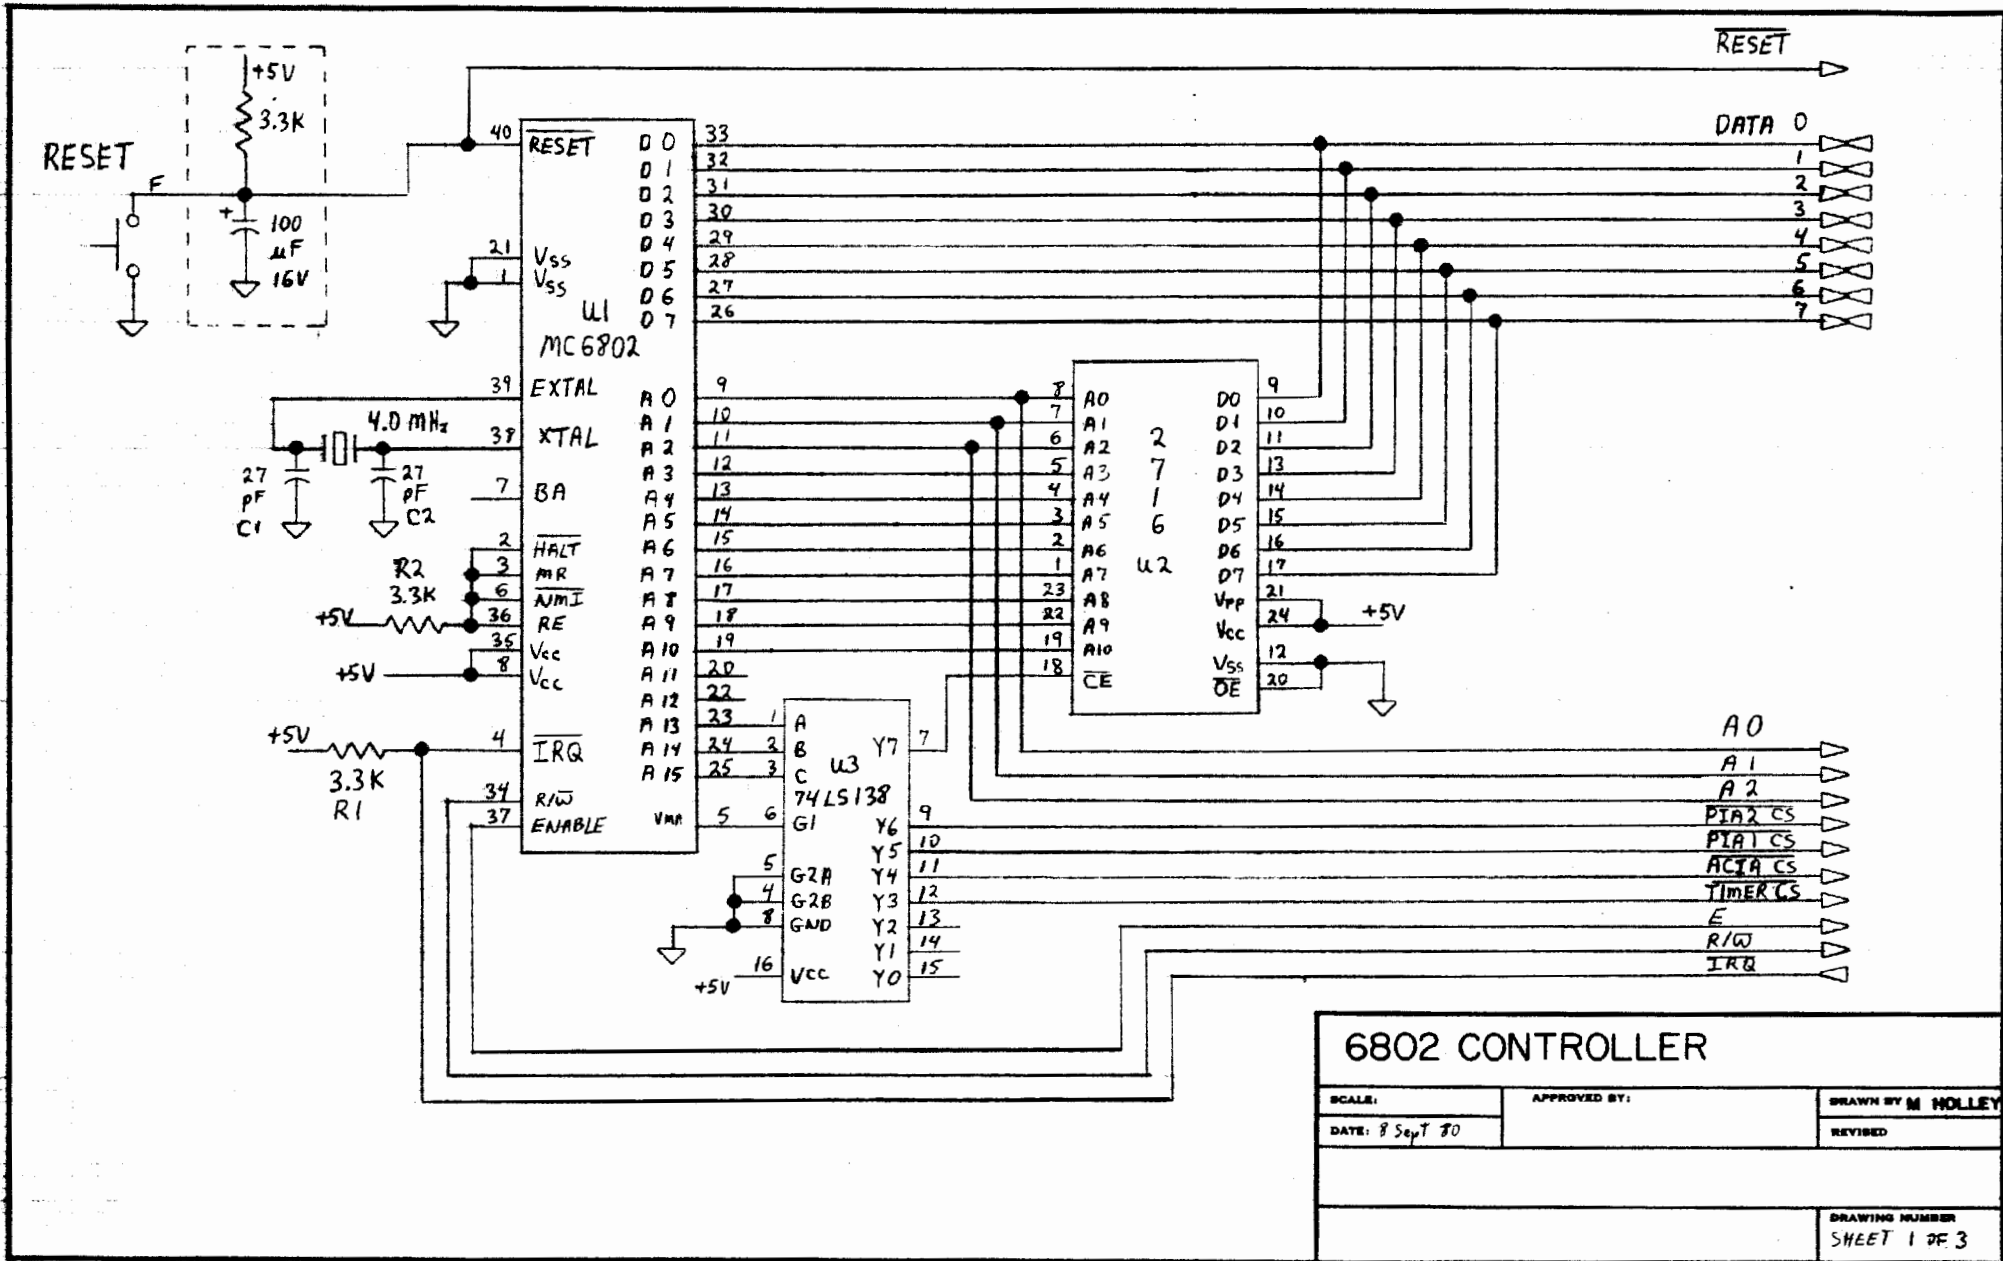 RESET
F
+5V
3.3K
+
100
µF
16V
RESET
DATA 0
1
2
3
4
5
6
7
40 RESET
21 Vss
1 Vss
U1
MC6802
39 EXTAL
38 XTAL
4.0 MHz
27
pF
C1
27
pF
C2
7 BA
2 HALT
3 MR
6 NMI
36 RE
35 Vcc
8 Vcc
R2
3.3K
+5V
+5V
+5V
3.3K
R1
4 IRQ
34 R/W
37 ENABLE
D0 33
D1 32
D2 31
D3 30
D4 29
D5 28
D6 27
D7 26
A0 9
A1 10
A2 11
A3 12
A4 13
A5 14
A6 15
A7 16
A8 17
A9 18
A10 19
A11 20
A12 22
A13 23
A14 24
A15 25
VMA 5
8 A0
7 A1
6 A2
5 A3
4 A4
3 A5
2 A6
1 A7
23 A8
22 A9
19 A10
18 CE
2
7
1
6
U2
D0 9
D1 10
D2 11
D3 13
D4 14
D5 15
D6 16
D7 17
Vpp 21
Vcc 24
+5V
Vss 12
OE 20
1 A
2 B
3 C
U3
74LS138
6 G1
5 G2A
4 G2B
8 GND
16 Vcc
+5V
Y7 7
Y6 9
Y5 10
Y4 11
Y3 12
Y2 13
Y1 14
Y0 15
A0
A1
A2
PIA2 CS
PIA1 CS
ACIA CS
TIMER CS
E
R/W
IRQ
6802 CONTROLLER
SCALE:
APPROVED BY:
DRAWN BY M HOLLEY
DATE: 8 Sept 80
REVISED
DRAWING NUMBER
SHEET 1 OF 3